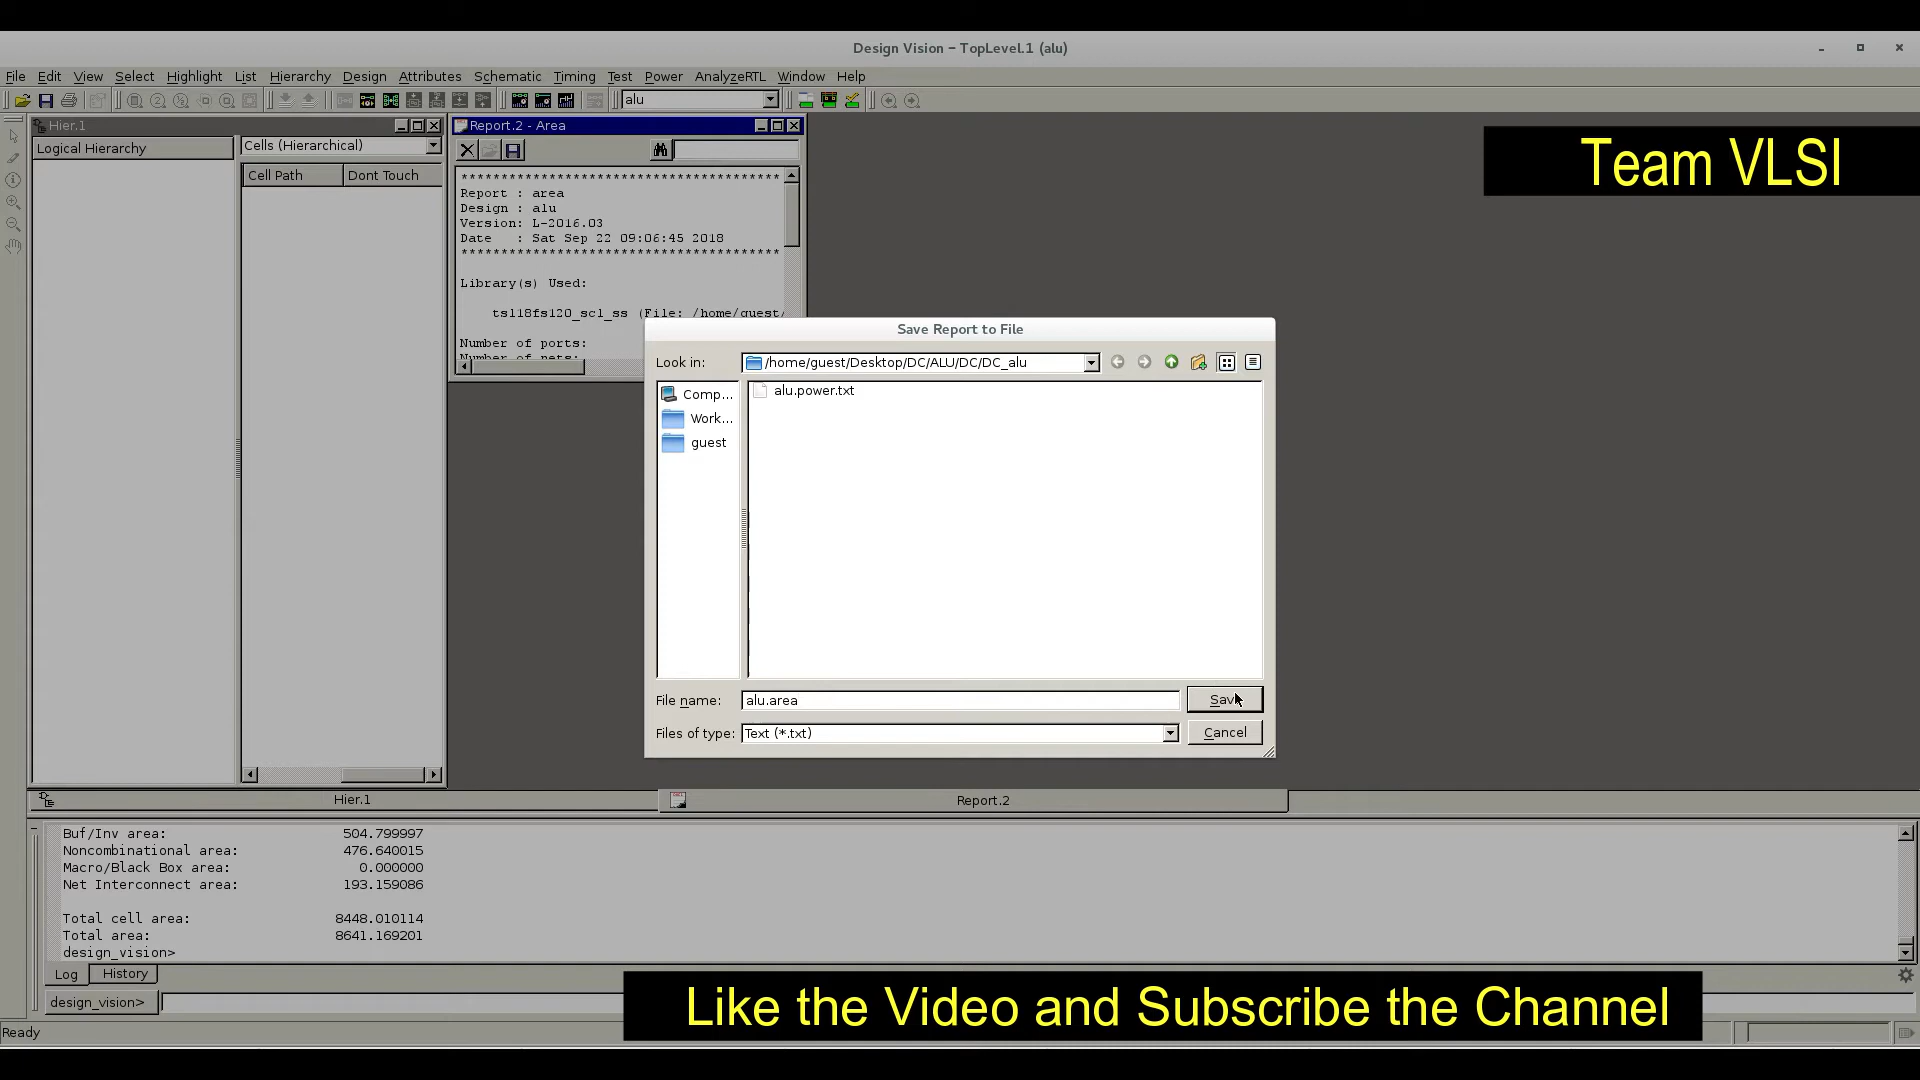 Design Vision – TopLevel.1 (alu)
File Edit View Select Highlight List Hierarchy Design Attributes Schematic Timing Test Power AnalyzeRTL Window Help
alu
Hier.1
Report.2 - Area
Team VLSI
Logical Hierarchy
Cells (Hierarchical)
Cell Path
Dont Touch
****************************************
Report : area
Design : alu
Version: L-2016.03
Date   : Sat Sep 22 09:06:45 2018
****************************************
Library(s) Used:
tsl18fs120_scl_ss (File: /home/guest/
Number of ports:
Number of nets:
Save Report to File
Look in:
/home/guest/Desktop/DC/ALU/DC/DC_alu
Comp...
Work...
guest
alu.power.txt
File name:
alu.area
Save
Files of type:
Text (*.txt)
Cancel
Hier.1
Report.2
Buf/Inv area: 504.799997
Noncombinational area: 476.640015
Macro/Black Box area: 0.000000
Net Interconnect area: 193.159086
Total cell area: 8448.010114
Total area: 8641.169201
design_vision>
Log
History
design_vision>
Like the Video and Subscribe the Channel
Ready